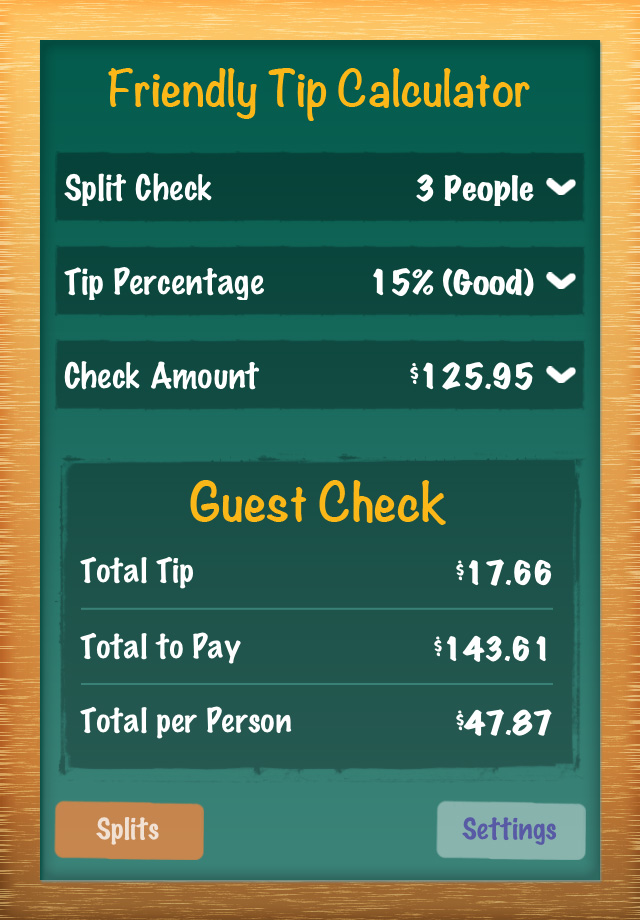 Friendly Tip Calculator
Split Check 3 People
Tip Percentage 15% (Good)
Check Amount $125.95
Guest Check
Total Tip $17.66
Total to Pay $143.61
Total per Person $47.87
Splits Settings